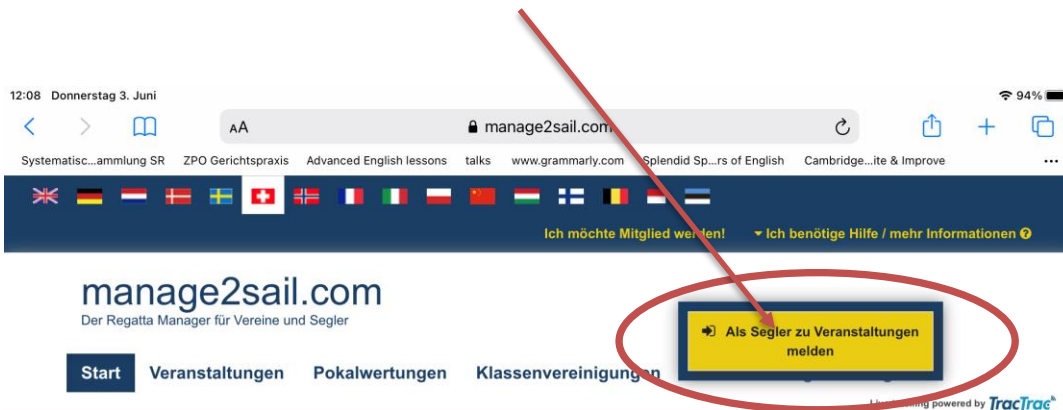 12:08 Donnerstag 3. Juni 94%
AA manage2sail.com
Systematisc...ammlung SR ZPO Gerichtspraxis Advanced English lessons talks www.grammarly.com Splendid Sp...rs of English Cambridge...ite & Improve ...
Ich möchte Mitglied werden! Ich benötige Hilfe / mehr Informationen ?
manage2sail.com
Der Regatta Manager für Vereine und Segler
Als Segler zu Veranstaltungen
melden
Start Veranstaltungen Pokalwertungen Klassenvereinigungen
powered by TracTrac